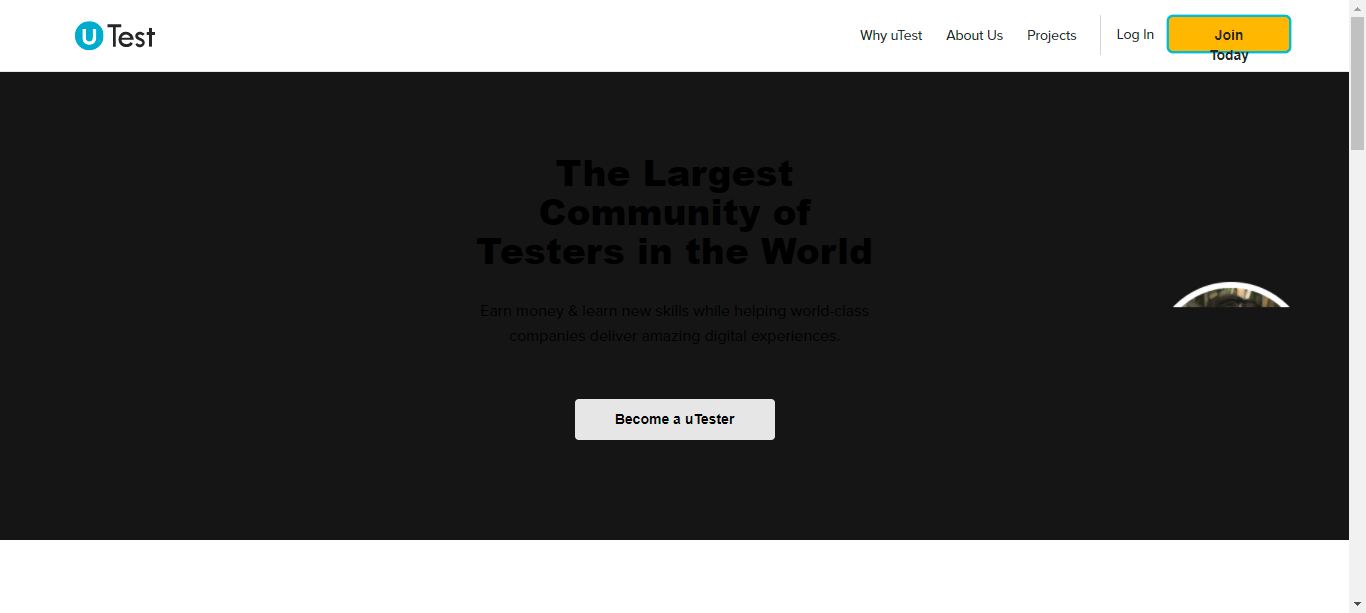 uTest
Why uTest
About Us
Projects
Log In
Join
Today
The Largest
Community of
Testers in the World
Earn money & learn new skills while helping world-class
companies deliver amazing digital experiences.
Become a uTester